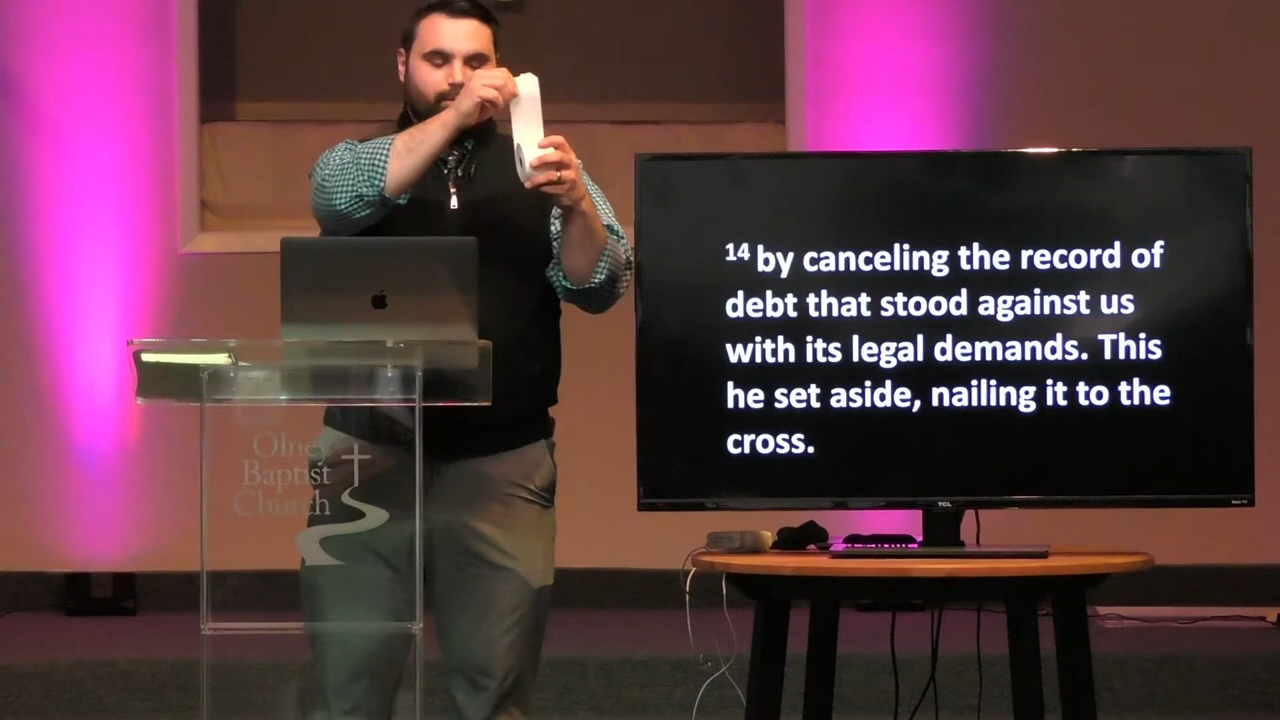 14 by canceling the record of
debt that stood against us
with its legal demands. This
he set aside, nailing it to the
cross.
Olney
Baptist
Church
TCL